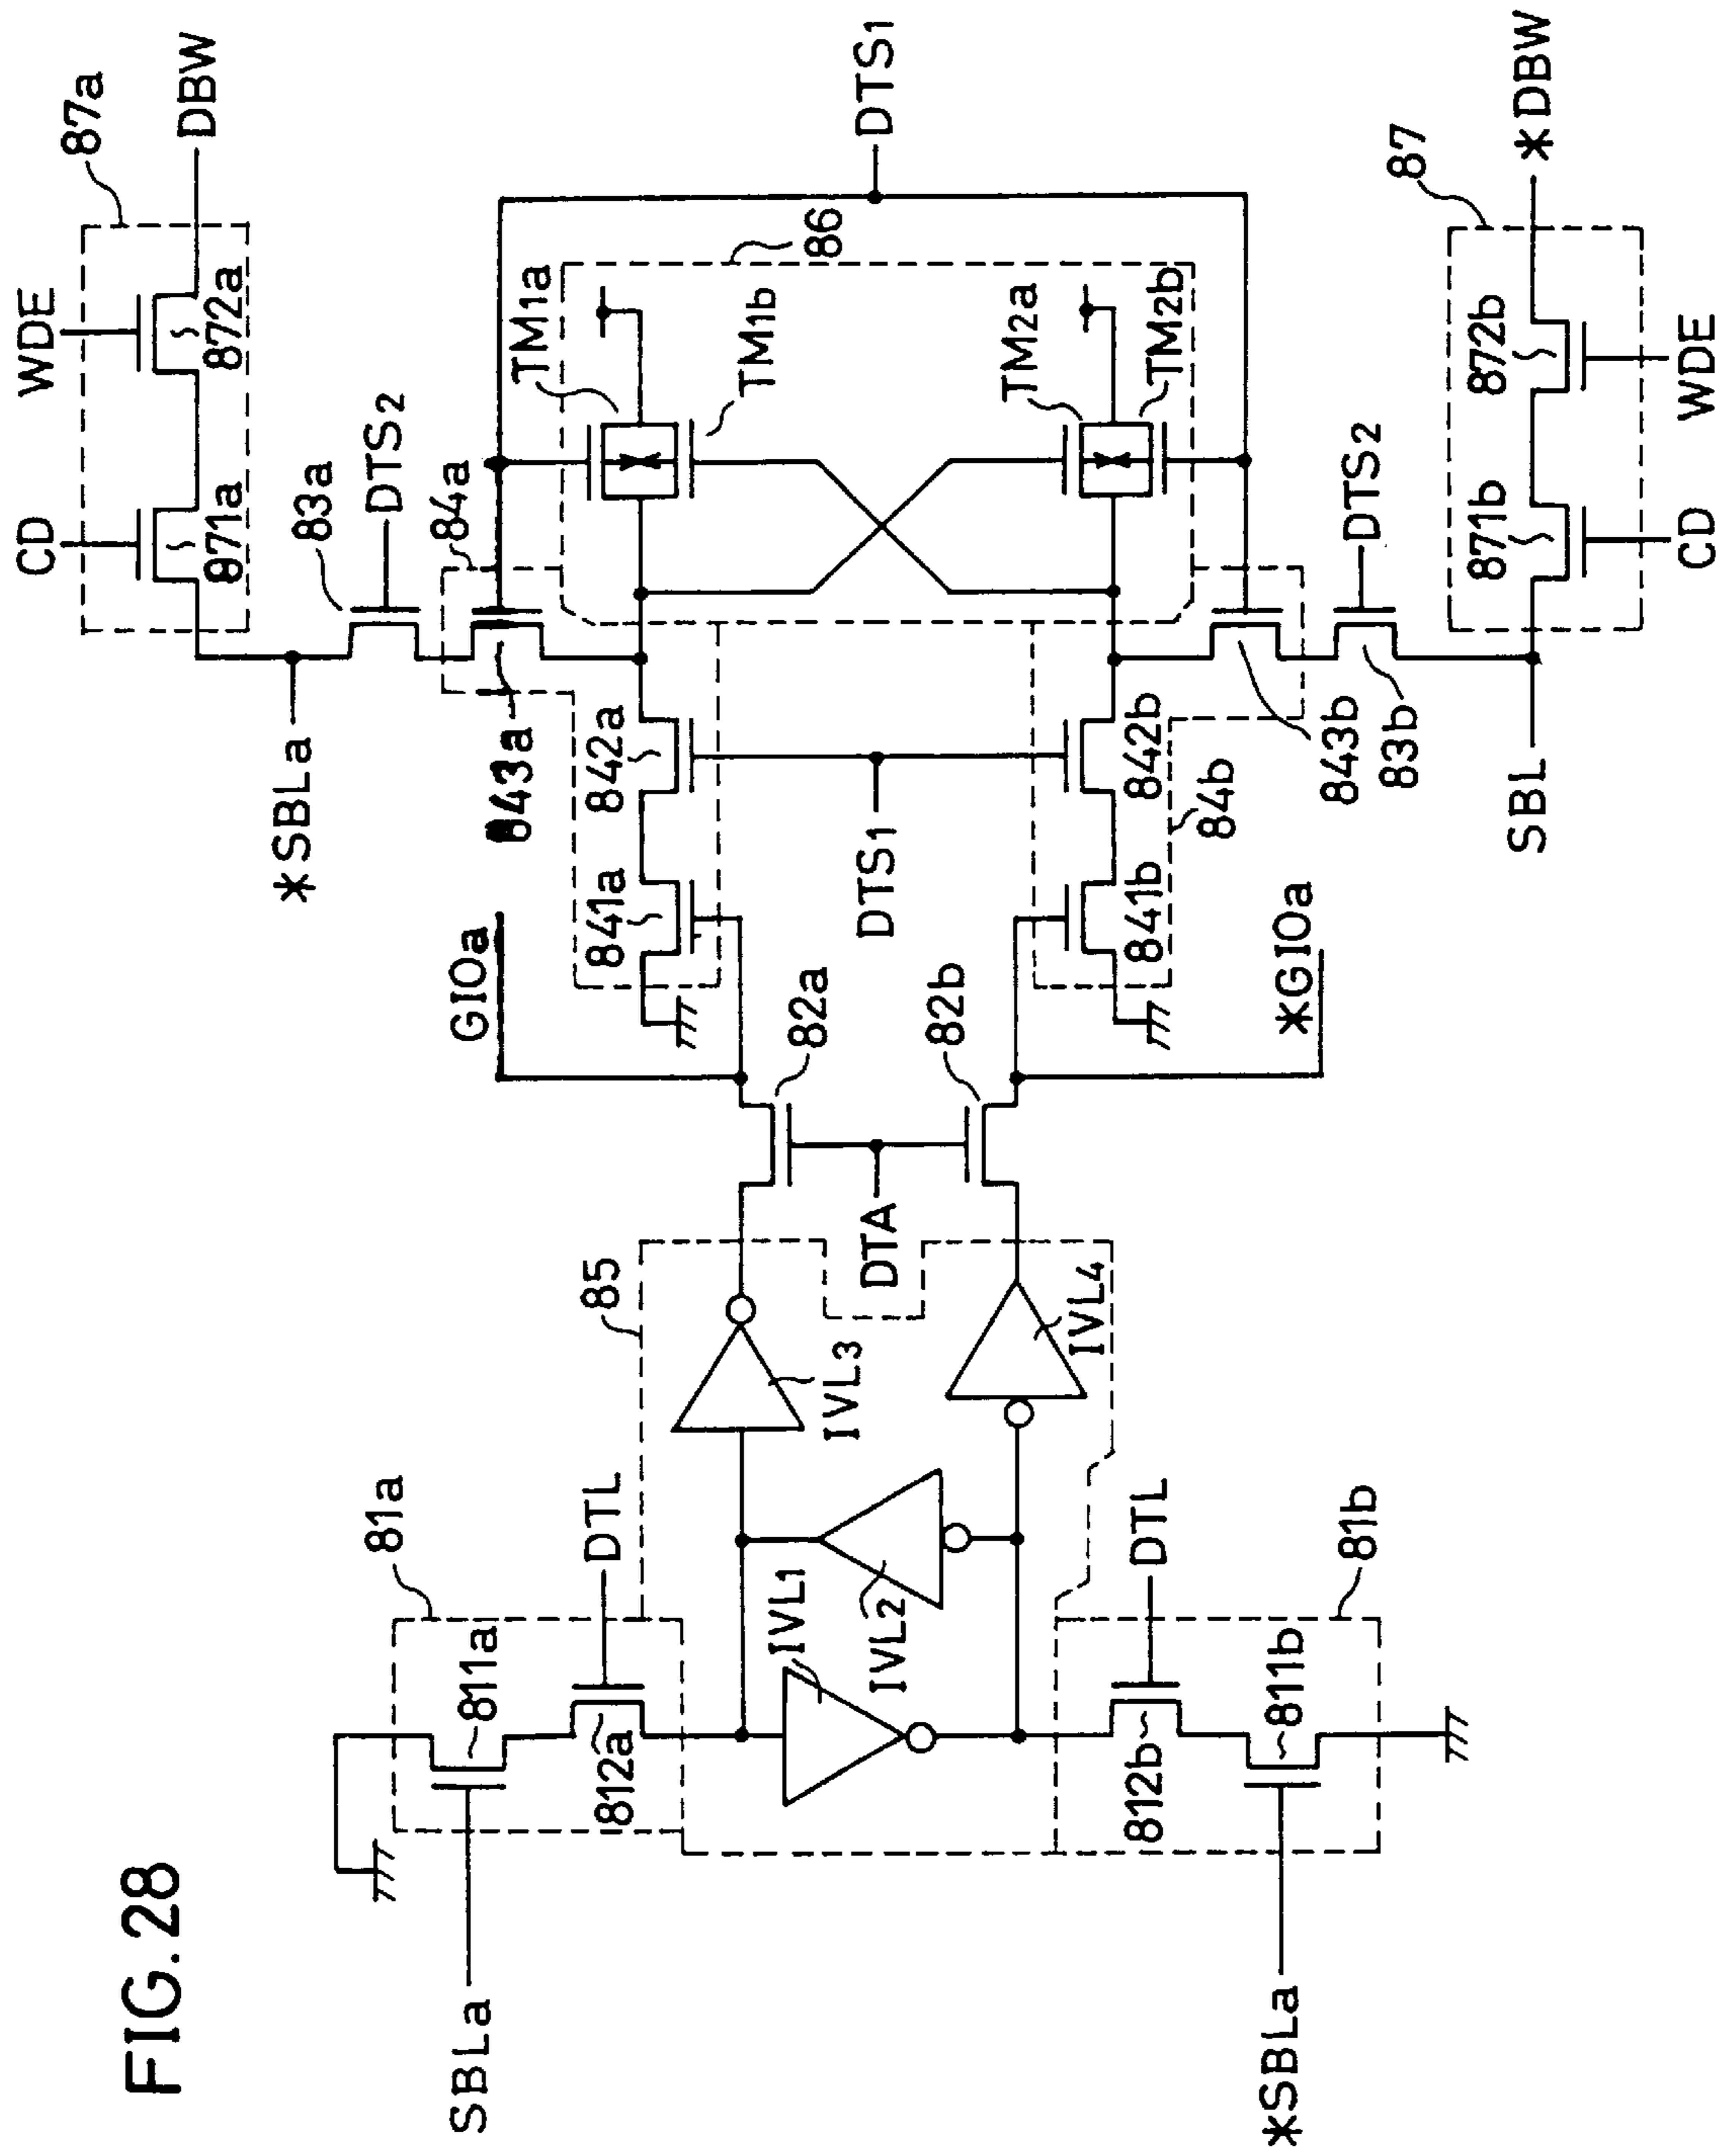 FIG. 28
WDE
CD
87a
DBW
872a
871a
83a
DTS2
84a
*SBLa
843a
DTS1
86
TM1a
TM1b
TM2a
TM2b
842a
841a
GIOa
DTS1
842b
841b
84b
843b
83b
DTS2
*GIOa
SBL
87
*DBW
872b
871b
WDE
CD
82a
82b
DTA
85
IVL3
IVL4
IVL1
IVL2
81a
DTL
811a
812a
SBLa
81b
DTL
811b
812b
*SBLa